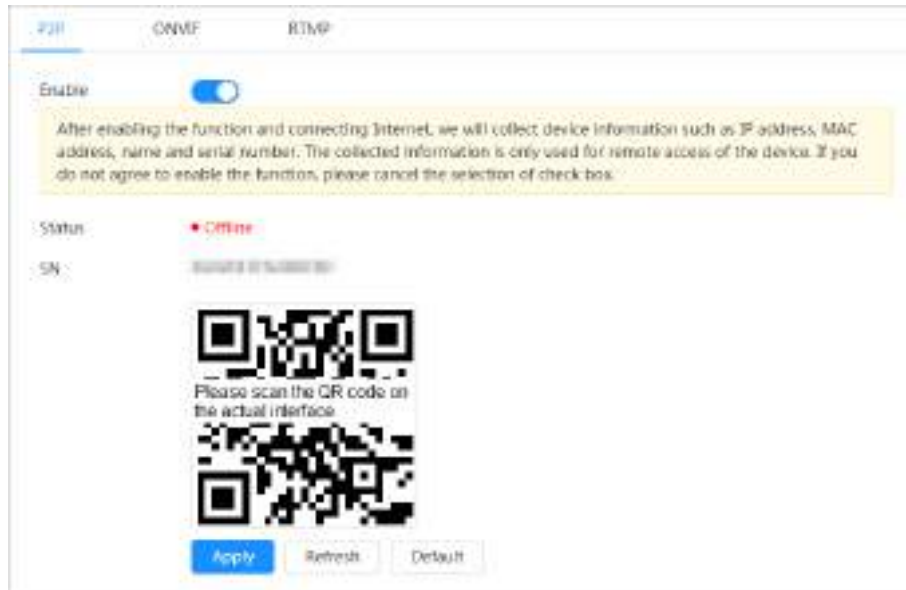 P2P ONVIF RTMP
Enable
After enabling the function and connecting Internet, we will collect device information such as IP address, MAC
address, name and serial number. The collected information is only used for remote access of the device. If you
do not agree to enable the function, please cancel the selection of check box.
Status Offline
SN
Please scan the QR code on
the actual interface
Apply Refresh Default